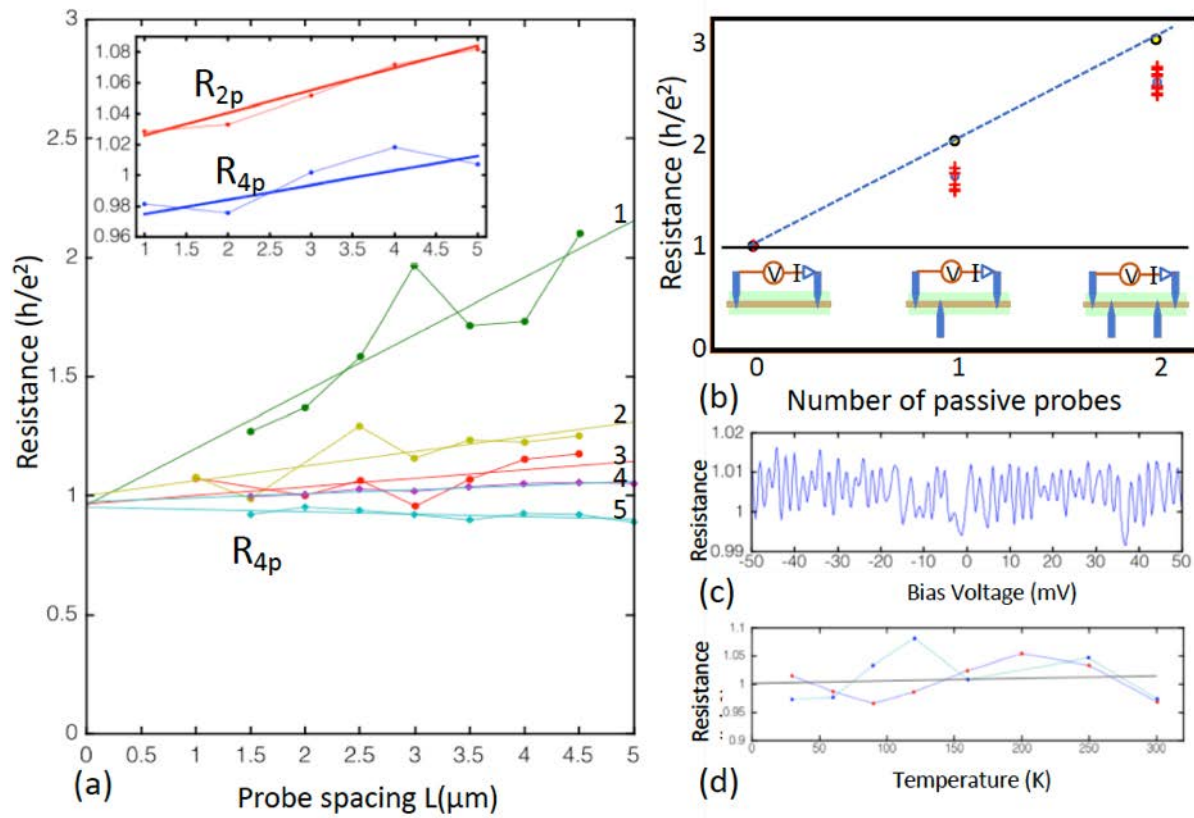 3
2.5
2
1.5
1
0.5
0
Resistance (h/e²)
1.08
1.06
1.04
1.02
1
0.98
0.96
R2p
R4p
1 1.5 2 2.5 3 3.5 4 4.5 5
1
2
3
4
5
R4p
0 0.5 1 1.5 2 2.5 3 3.5 4 4.5 5
(a)
Probe spacing L(μm)
3
2
1
0
Resistance (h/e²)
V I
V I
V I
0 1 2
(b) Number of passive probes
1.02
1.01
1
0.99
Resistance
-50 -40 -30 -20 -10 0 10 20 30 40 50
(c) Bias Voltage (mV)
1.1
1.05
1
0.95
0.9
Resistance
0 50 100 150 200 250 300
(d) Temperature (K)